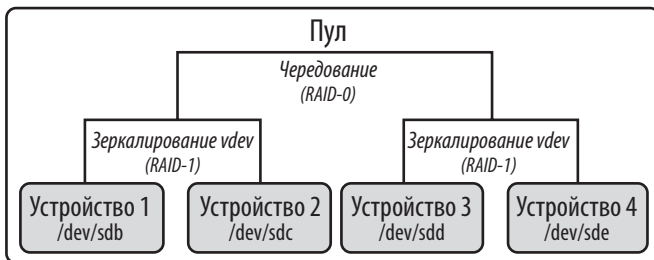 Пул
Чередование
(RAID-0)
Зеркалирование vdev
(RAID-1)
Зеркалирование vdev
(RAID-1)
Устройство 1
/dev/sdb
Устройство 2
/dev/sdc
Устройство 3
/dev/sdd
Устройство 4
/dev/sde